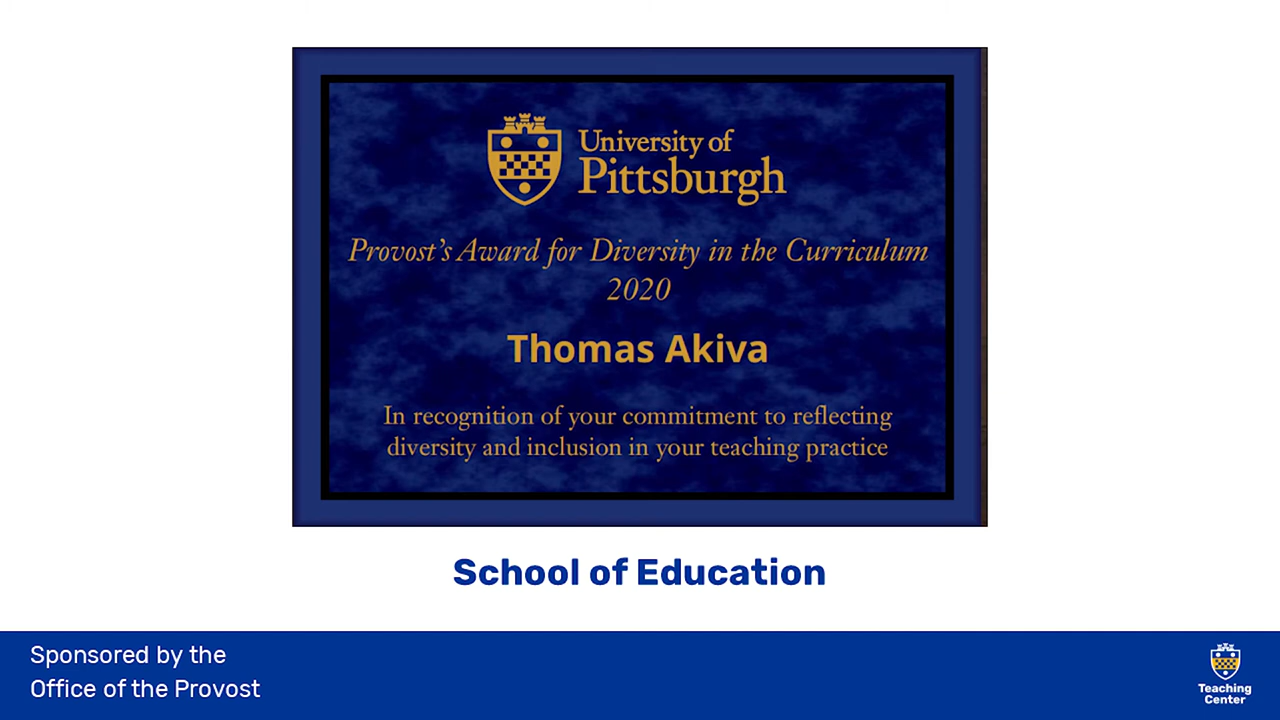 University of
Pittsburgh
Provost's Award for Diversity in the Curriculum
2020
Thomas Akiva
In recognition of your commitment to reflecting
diversity and inclusion in your teaching practice
School of Education
Sponsored by the
Office of the Provost
Teaching
Center